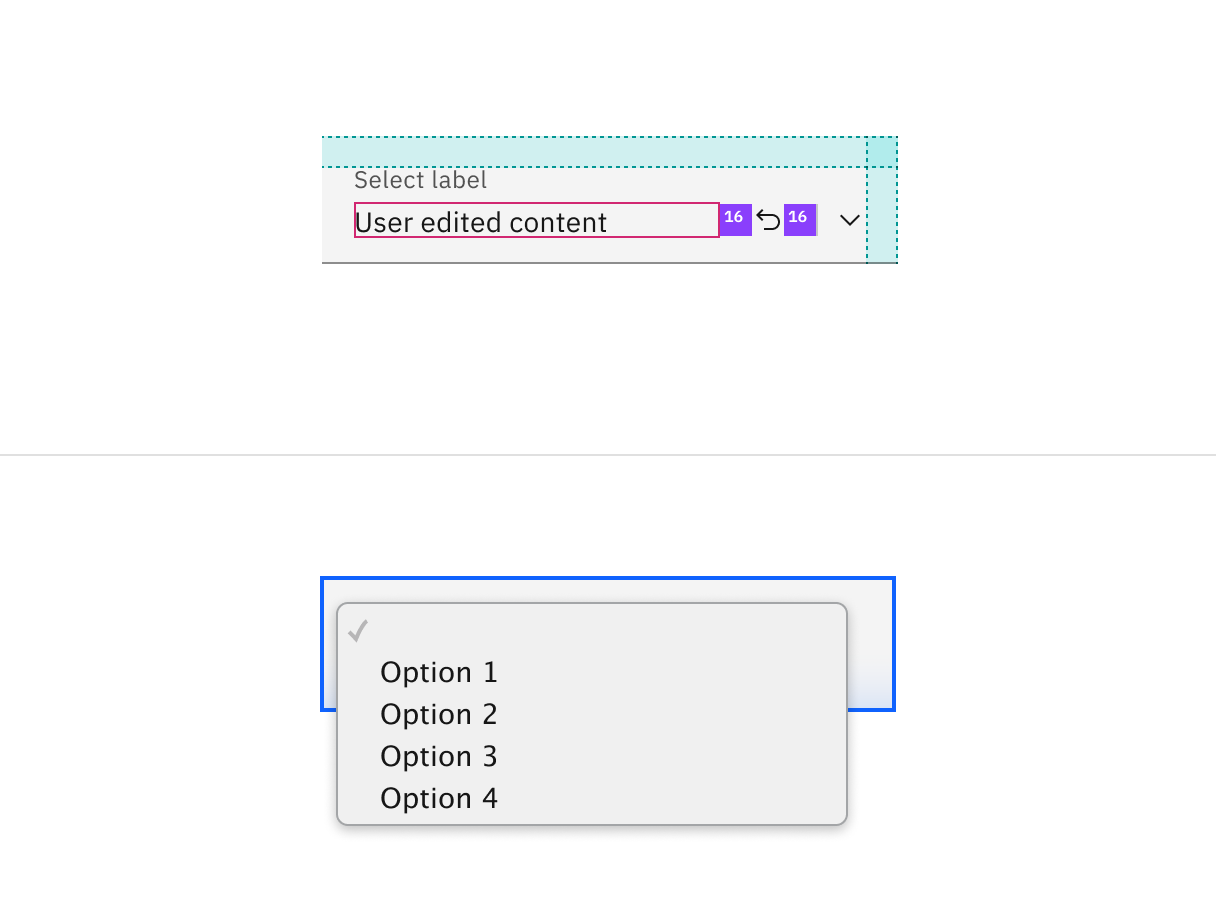 Select label
User edited content 16 16
Option 1
Option 2
Option 3
Option 4